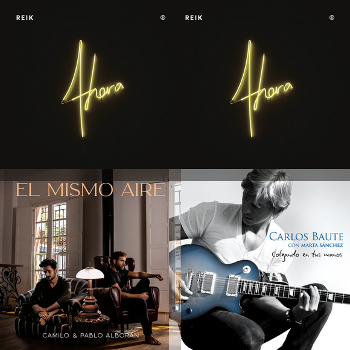 REIK
Ahora
REIK
Ahora
EL MISMO AIRE
CAMILO & PABLO ALBORÁN
CARLOS BAUTE
CON MARTA SÁNCHEZ
Colgando en tus manos